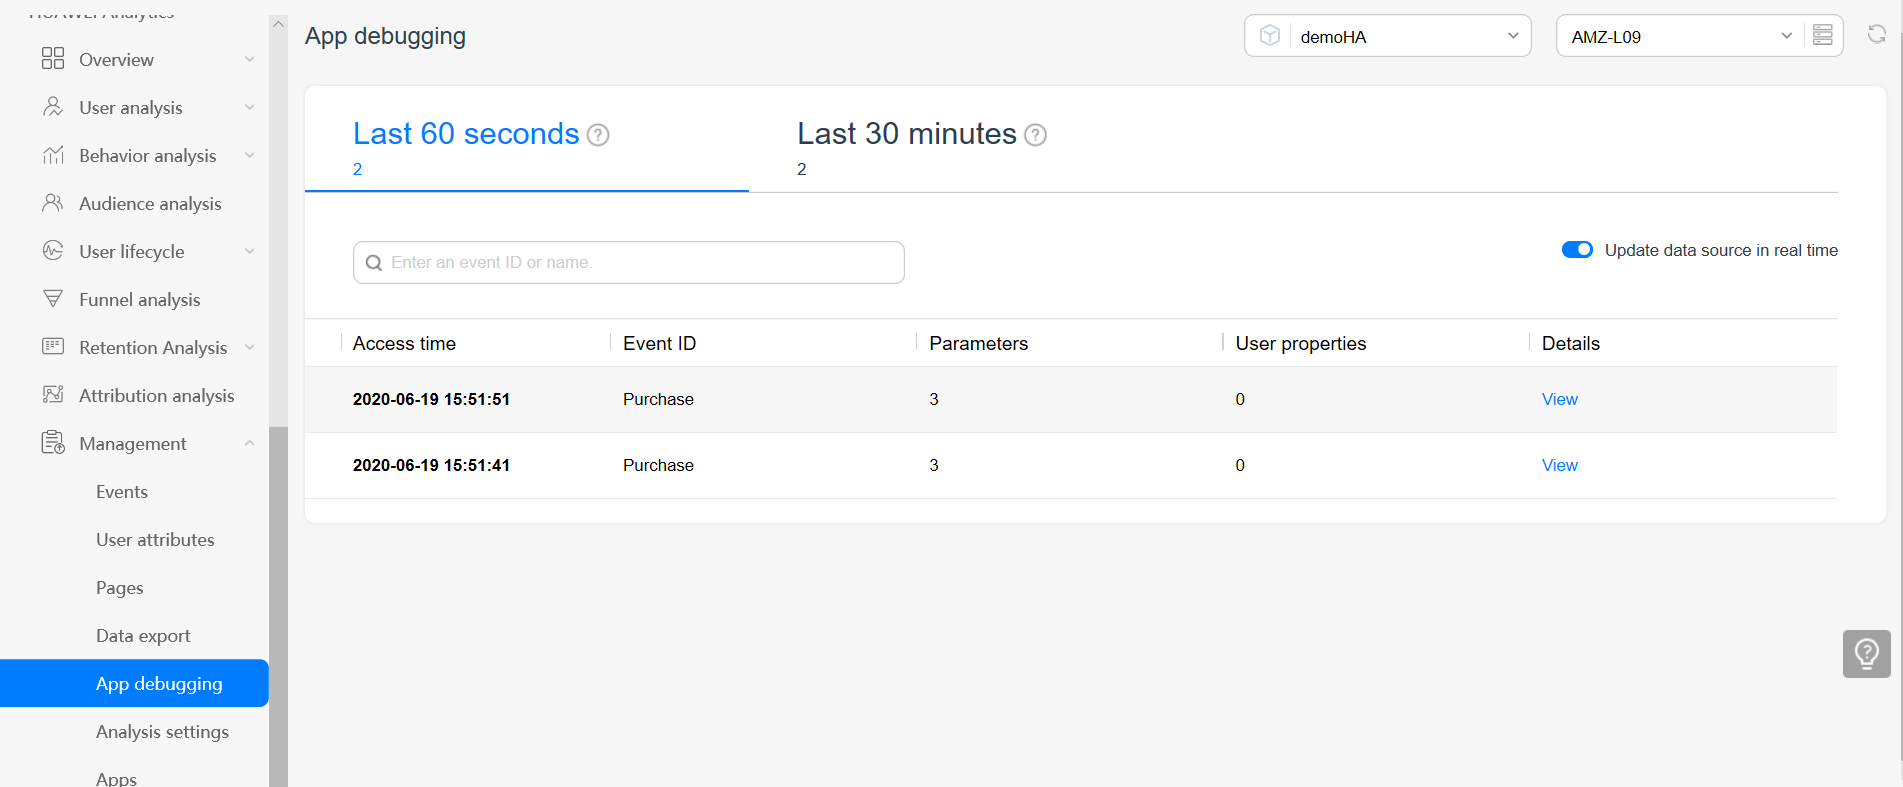 HUAWEI Analytics
Overview
User analysis
Behavior analysis
Audience analysis
User lifecycle
Funnel analysis
Retention Analysis
Attribution analysis
Management
Events
User attributes
Pages
Data export
App debugging
Analysis settings
Apps
App debugging
demoHA
AMZ-L09
Last 60 seconds ?
2
Last 30 minutes ?
2
Enter an event ID or name.
Update data source in real time
Access time Event ID Parameters User properties Details
2020-06-19 15:51:51 Purchase 3 0 View
2020-06-19 15:51:41 Purchase 3 0 View
?